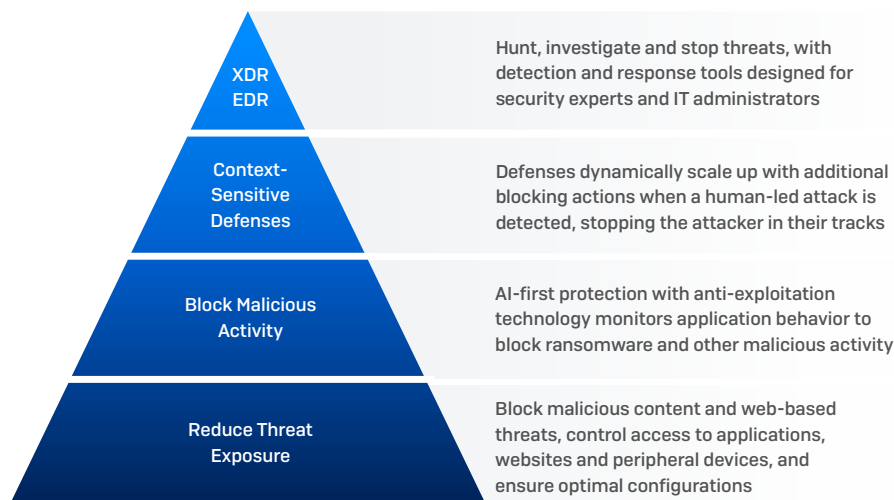 XDR
EDR
Hunt, investigate and stop threats, with
detection and response tools designed for
security experts and IT administrators
Context-
Sensitive
Defenses
Defenses dynamically scale up with additional
blocking actions when a human-led attack is
detected, stopping the attacker in their tracks
Block Malicious
Activity
AI-first protection with anti-exploitation
technology monitors application behavior to
block ransomware and other malicious activity
Reduce Threat
Exposure
Block malicious content and web-based
threats, control access to applications,
websites and peripheral devices, and
ensure optimal configurations